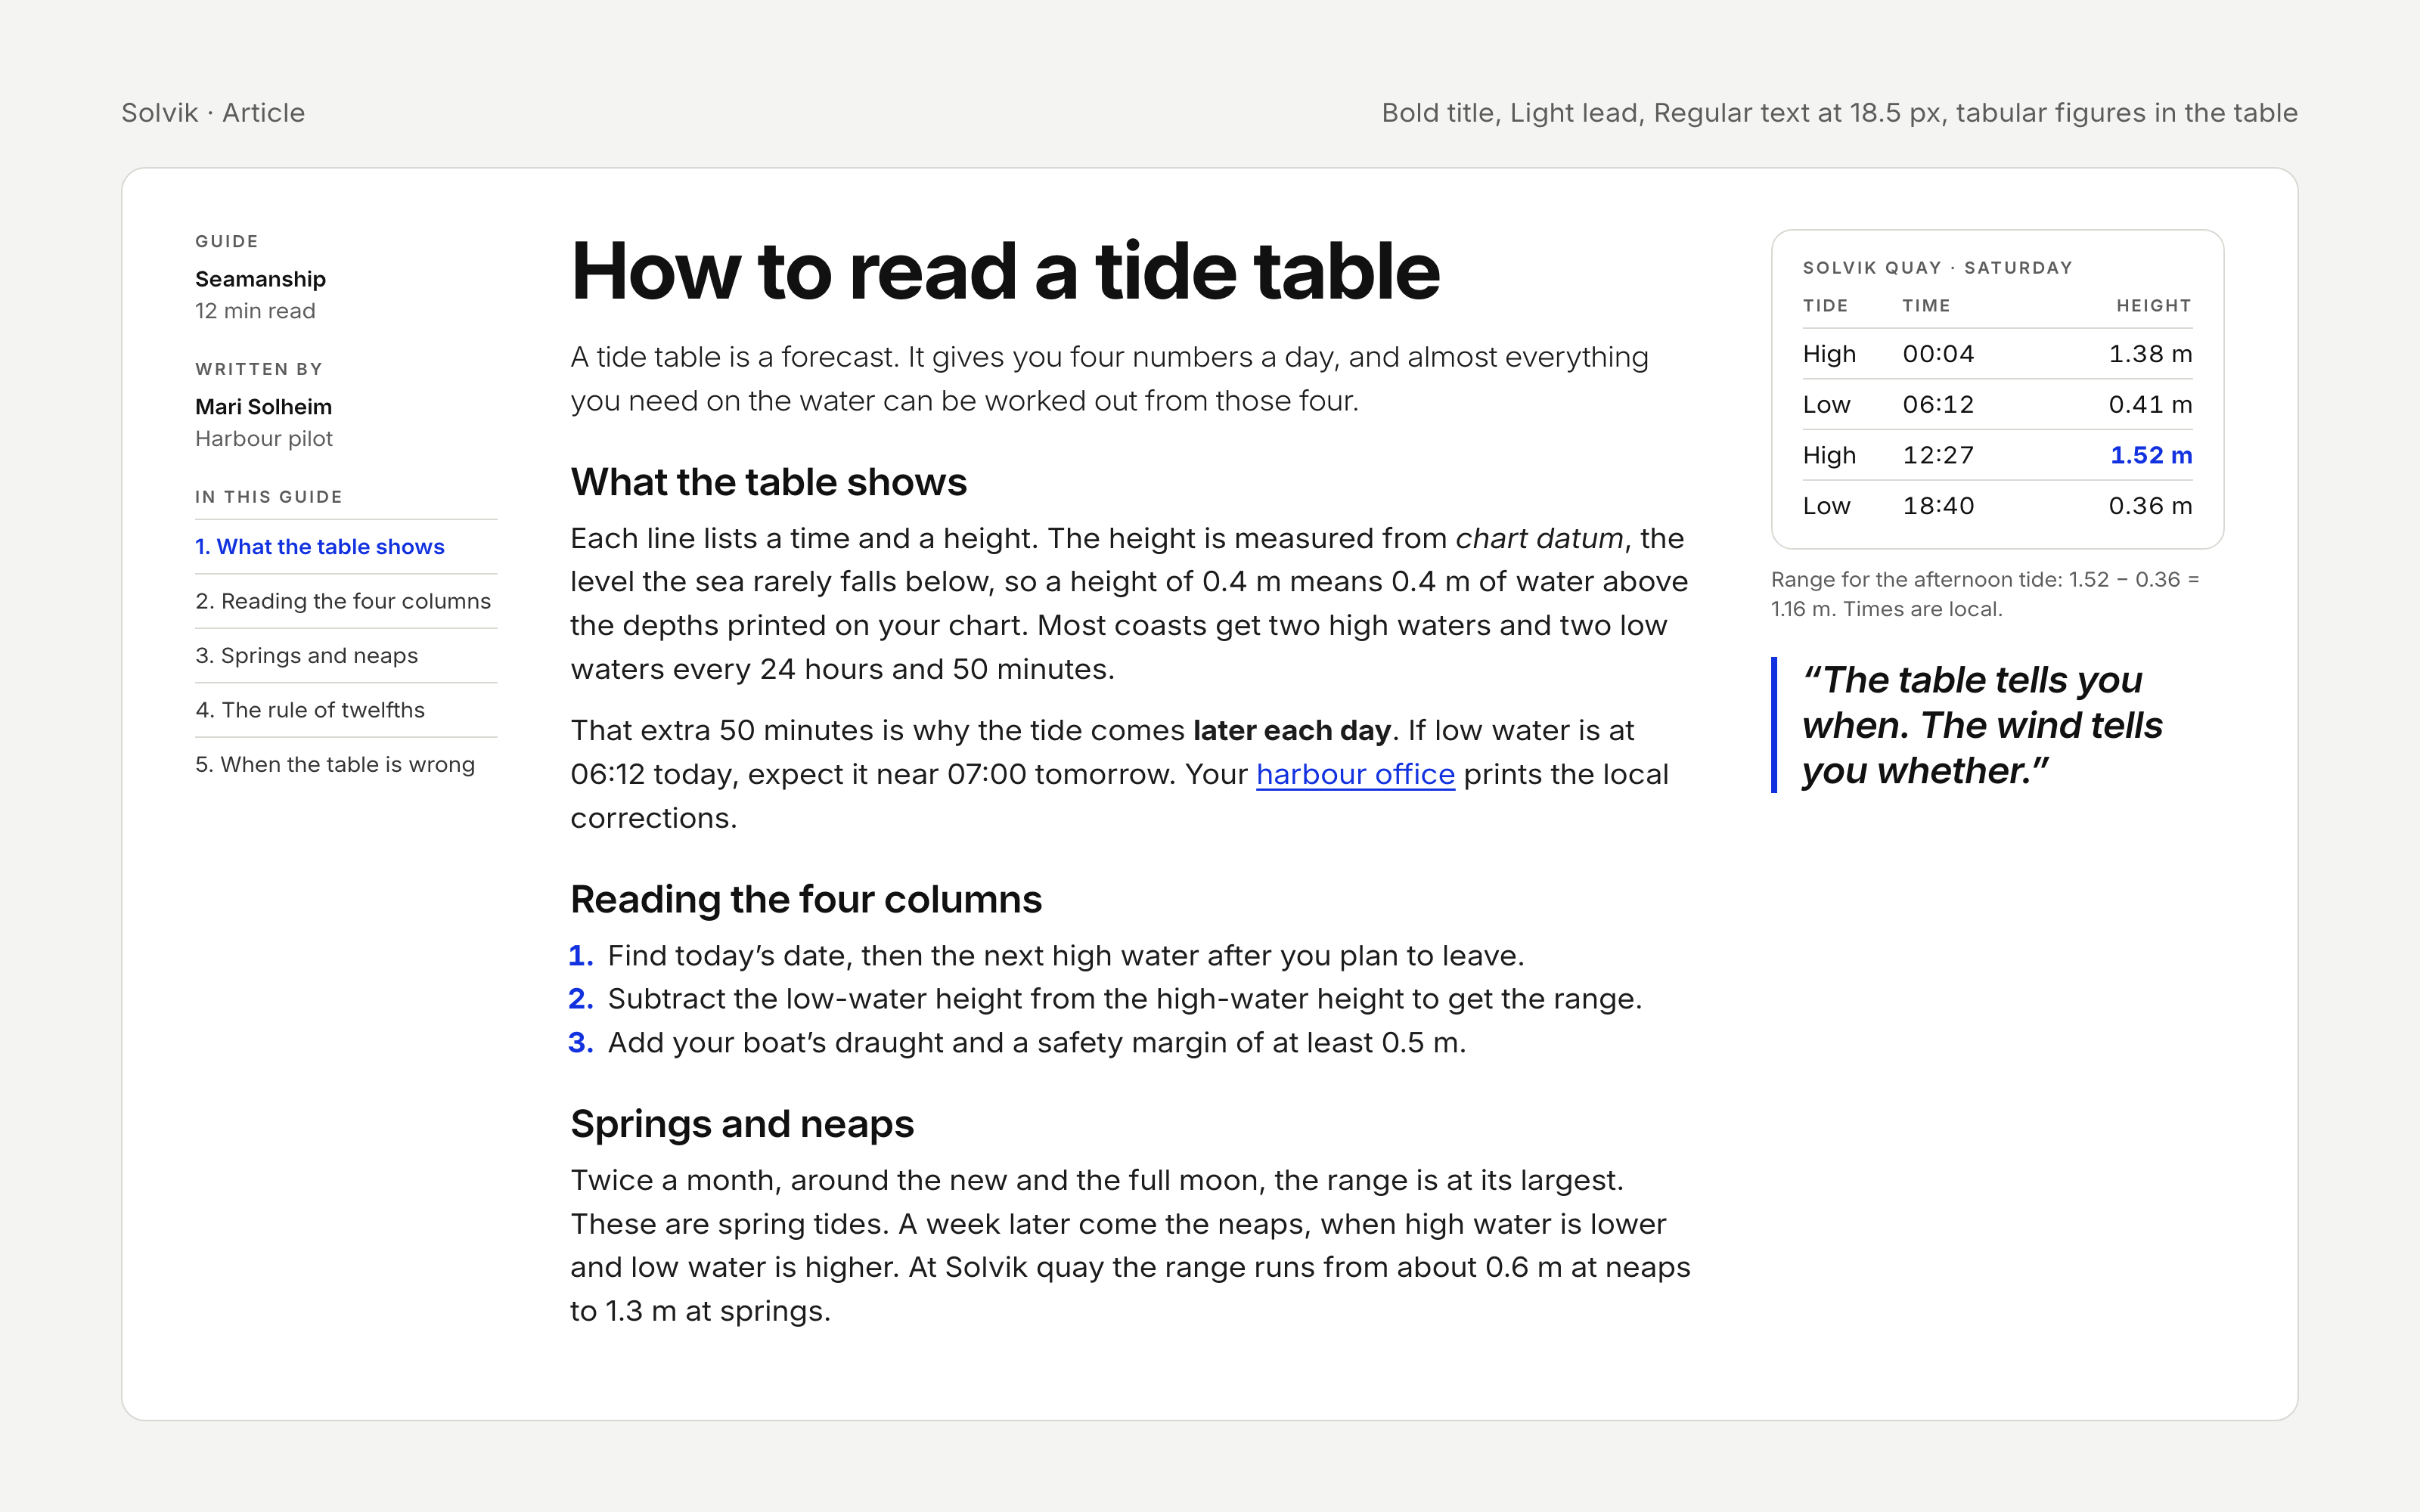 Solvik · Article
Bold title, Light lead, Regular text at 18.5 px, tabular figures in the table
GUIDE
Seamanship
12 min read
WRITTEN BY
Mari Solheim
Harbour pilot
IN THIS GUIDE
1. What the table shows
2. Reading the four columns
3. Springs and neaps
4. The rule of twelfths
5. When the table is wrong
How to read a tide table
A tide table is a forecast. It gives you four numbers a day, and almost everything
you need on the water can be worked out from those four.
What the table shows
Each line lists a time and a height. The height is measured from chart datum, the
level the sea rarely falls below, so a height of 0.4 m means 0.4 m of water above
the depths printed on your chart. Most coasts get two high waters and two low
waters every 24 hours and 50 minutes.
That extra 50 minutes is why the tide comes later each day. If low water is at
06:12 today, expect it near 07:00 tomorrow. Your harbour office prints the local
corrections.
Reading the four columns
1. Find today’s date, then the next high water after you plan to leave.
2. Subtract the low-water height from the high-water height to get the range.
3. Add your boat’s draught and a safety margin of at least 0.5 m.
Springs and neaps
Twice a month, around the new and the full moon, the range is at its largest.
These are spring tides. A week later come the neaps, when high water is lower
and low water is higher. At Solvik quay the range runs from about 0.6 m at neaps
to 1.3 m at springs.
SOLVIK QUAY · SATURDAY
TIDE TIME HEIGHT
High 00:04 1.38 m
Low 06:12 0.41 m
High 12:27 1.52 m
Low 18:40 0.36 m
Range for the afternoon tide: 1.52 − 0.36 =
1.16 m. Times are local.
“The table tells you
when. The wind tells
you whether.”